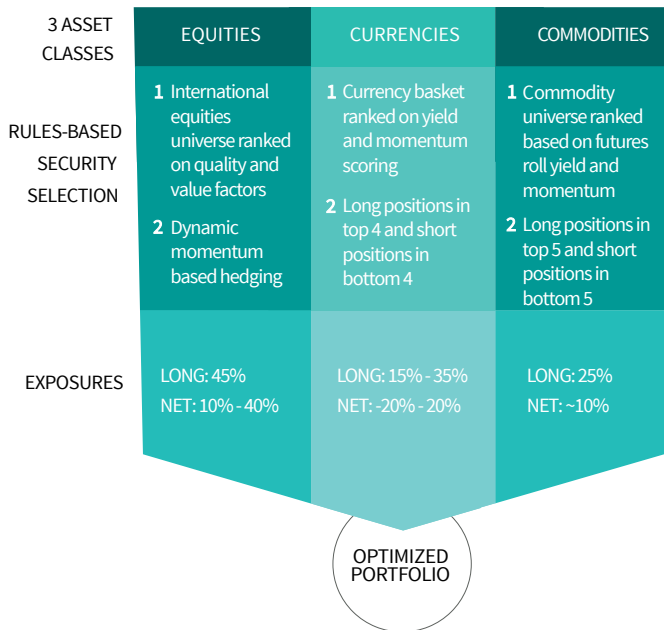 3 ASSET
CLASSES
EQUITIES
CURRENCIES
COMMODITIES
RULES-BASED
SECURITY
SELECTION
1 International
equities
universe ranked
on quality and
value factors
2 Dynamic
momentum
based hedging
1 Currency basket
ranked on yield
and momentum
scoring
2 Long positions in
top 4 and short
positions in
bottom 4
1 Commodity
universe ranked
based on futures
roll yield and
momentum
2 Long positions in
top 5 and short
positions in
bottom 5
EXPOSURES
LONG: 45%
NET: 10% - 40%
LONG: 15% - 35%
NET: -20% - 20%
LONG: 25%
NET: ~10%
OPTIMIZED
PORTFOLIO